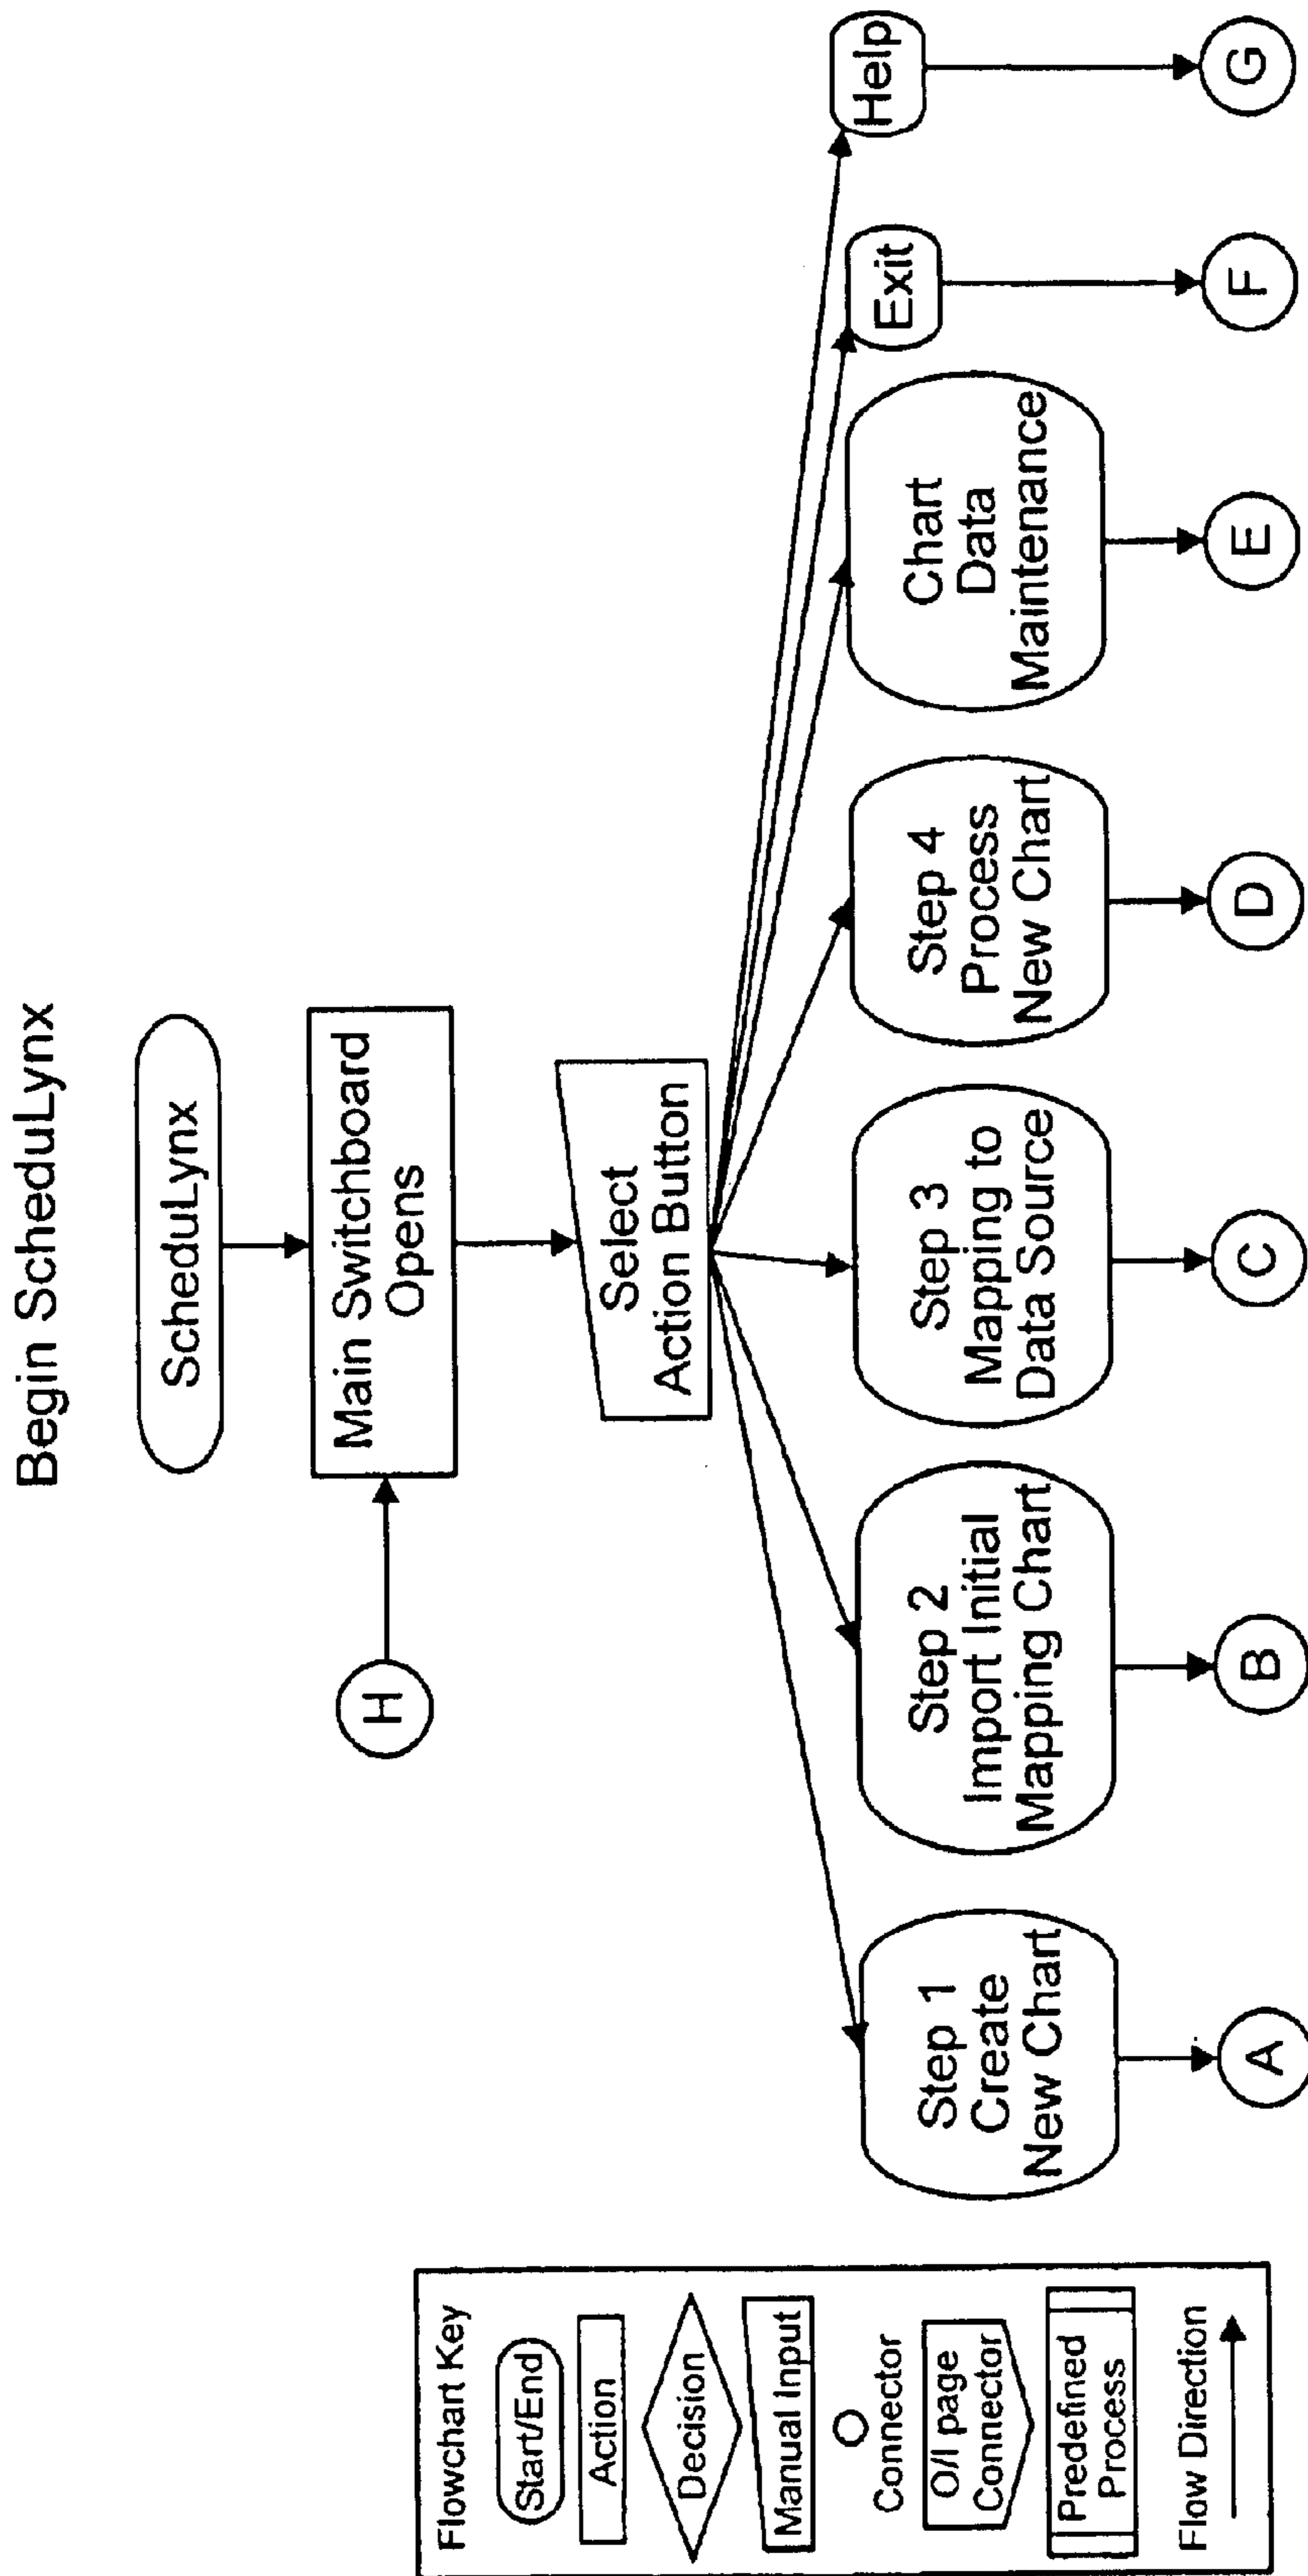 Begin ScheduLynx
ScheduLynx
Main Switchboard
Opens
H
Select
Action Button
Step 1
Create
New Chart
Step 2
Import Initial
Mapping Chart
Step 3
Mapping to
Data Source
Step 4
Process
New Chart
Chart
Data
Maintenance
Exit
Help
A
B
C
D
E
F
G
Flowchart Key
Start/End
Action
Decision
Manual Input
Connector
O/I page
Connector
Predefined
Process
Flow Direction